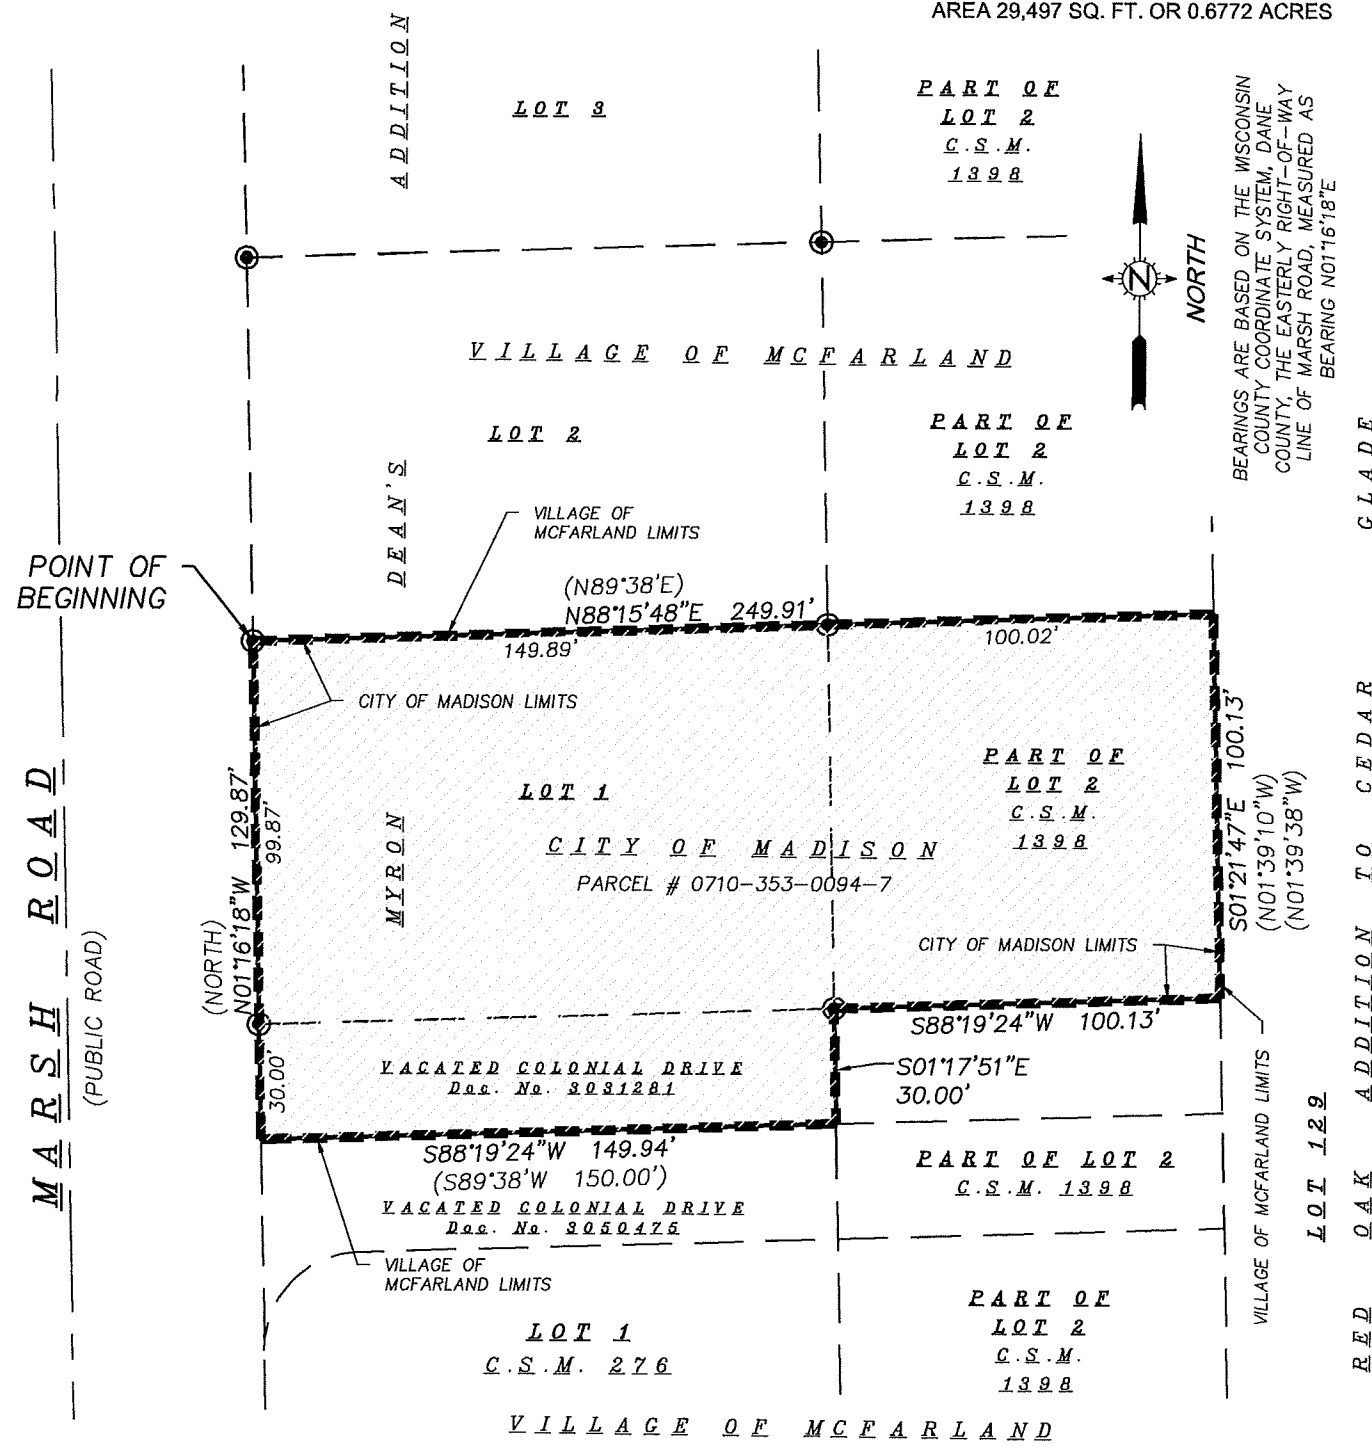 AREA 29,497 SQ. FT. OR 0.6772 ACRES
ADDITION
LOT 3
PART OF
LOT 2
C.S.M.
1398
BEARINGS ARE BASED ON THE WISCONSIN
COUNTY COORDINATE SYSTEM, DANE
COUNTY, THE EASTERLY RIGHT-OF-WAY
LINE OF MARSH ROAD, MEASURED AS
BEARING N01°16'18"E
N
NORTH
VILLAGE OF MCFARLAND
LOT 2
PART OF
LOT 2
C.S.M.
1398
DEAN'S
VILLAGE OF
MCFARLAND LIMITS
POINT OF
BEGINNING
(N89°38'E)
N88°15'48"E 249.91'
149.89'
100.02'
CITY OF MADISON LIMITS
LOT 1
PART OF
LOT 2
C.S.M.
1398
CITY OF MADISON
PARCEL # 0710-353-0094-7
MYRON
MARSH ROAD
(PUBLIC ROAD)
(NORTH)
N01°16'18"W 129.87'
99.87'
30.00'
S01°21'47"E 100.13'
(N01°39'10"W)
(N01°39'38"W)
CITY OF MADISON LIMITS
S88°19'24"W 100.13'
S01°17'51"E
30.00'
VACATED COLONIAL DRIVE
Doc. No. 3031281
S88°19'24"W 149.94'
(S89°38'W 150.00')
VACATED COLONIAL DRIVE
Doc. No. 3050475
PART OF LOT 2
C.S.M. 1398
VILLAGE OF
MCFARLAND LIMITS
VILLAGE OF MCFARLAND LIMITS
LOT 129
RED OAK ADDITION TO CEDAR GLADE
LOT 1
C.S.M. 276
PART OF
LOT 2
C.S.M.
1398
VILLAGE OF MCFARLAND